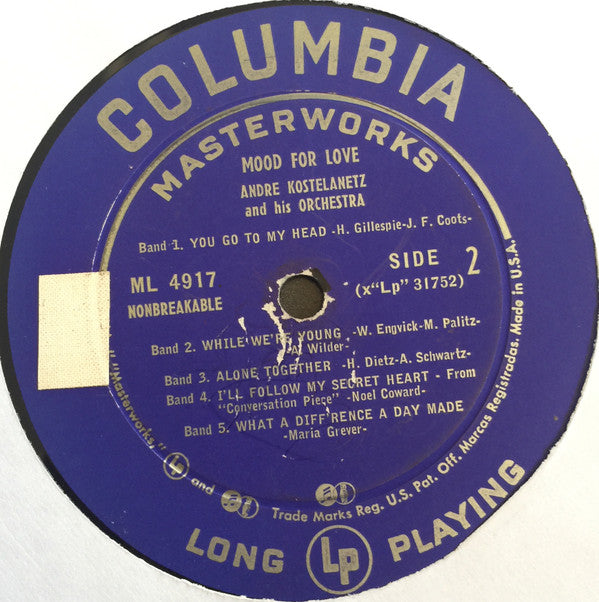 COLUMBIA
MASTERWORKS
MOOD FOR LOVE
ANDRE KOSTELANETZ
and his ORCHESTRA
Band 1. YOU GO TO MY HEAD -H. Gillespie-J. F. Coots-
ML 4917
NONBREAKABLE
SIDE 2
(x"Lp" 31752)
Band 2. WHILE WE'RE YOUNG -W. Engvick-M. Palitz-
A. Wilder-
Band 3. ALONE TOGETHER -H. Dietz-A. Schwartz-
Band 4. I'LL FOLLOW MY SECRET HEART - From
"Conversation Piece" -Noel Coward-
Band 5. WHAT A DIFF'RENCE A DAY MADE
-Maria Grever-
"Masterworks," Lp and Trade Marks Reg. U.S. Pat. Off. Marcas Registradas. Made in U.S.A.
LONG Lp PLAYING